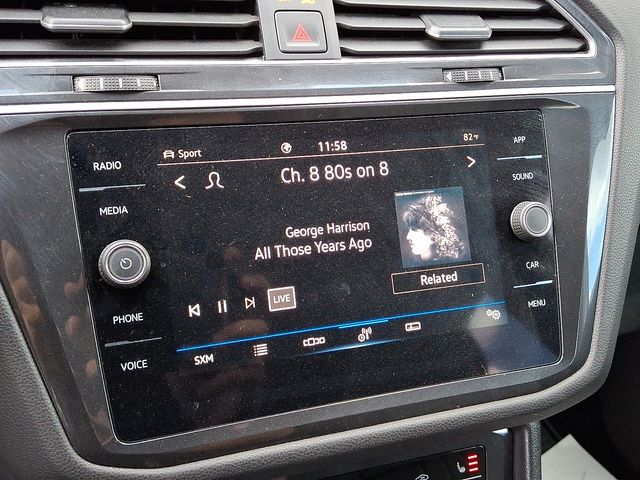 RADIO
MEDIA
PHONE
VOICE
Sport
11:58
82°F
Ch. 8 80s on 8
George Harrison
All Those Years Ago
Related
LIVE
SXM
APP
SOUND
CAR
MENU